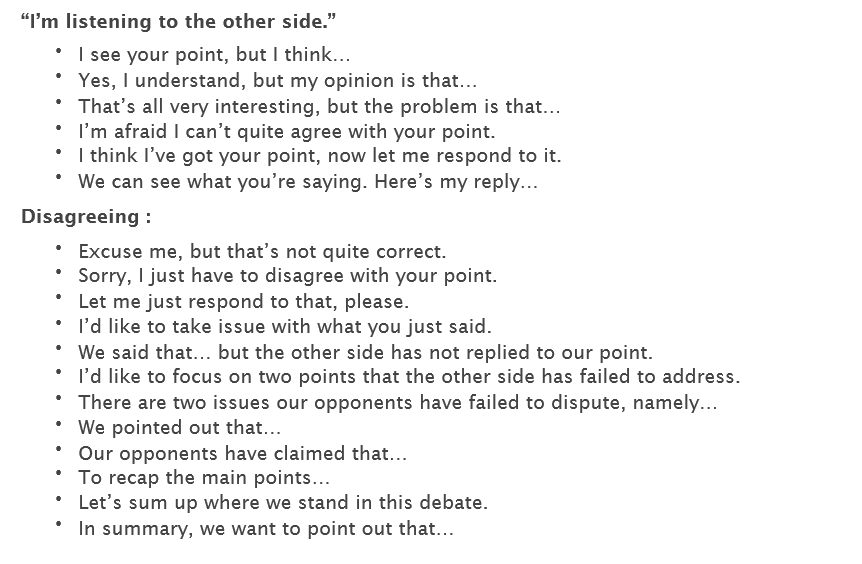 “I’m listening to the other side.”
• I see your point, but I think…
• Yes, I understand, but my opinion is that…
• That’s all very interesting, but the problem is that…
• I’m afraid I can’t quite agree with your point.
• I think I’ve got your point, now let me respond to it.
• We can see what you’re saying. Here’s my reply…
Disagreeing :
• Excuse me, but that’s not quite correct.
• Sorry, I just have to disagree with your point.
• Let me just respond to that, please.
• I’d like to take issue with what you just said.
• We said that… but the other side has not replied to our point.
• I’d like to focus on two points that the other side has failed to address.
• There are two issues our opponents have failed to dispute, namely…
• We pointed out that…
• Our opponents have claimed that…
• To recap the main points…
• Let’s sum up where we stand in this debate.
• In summary, we want to point out that…